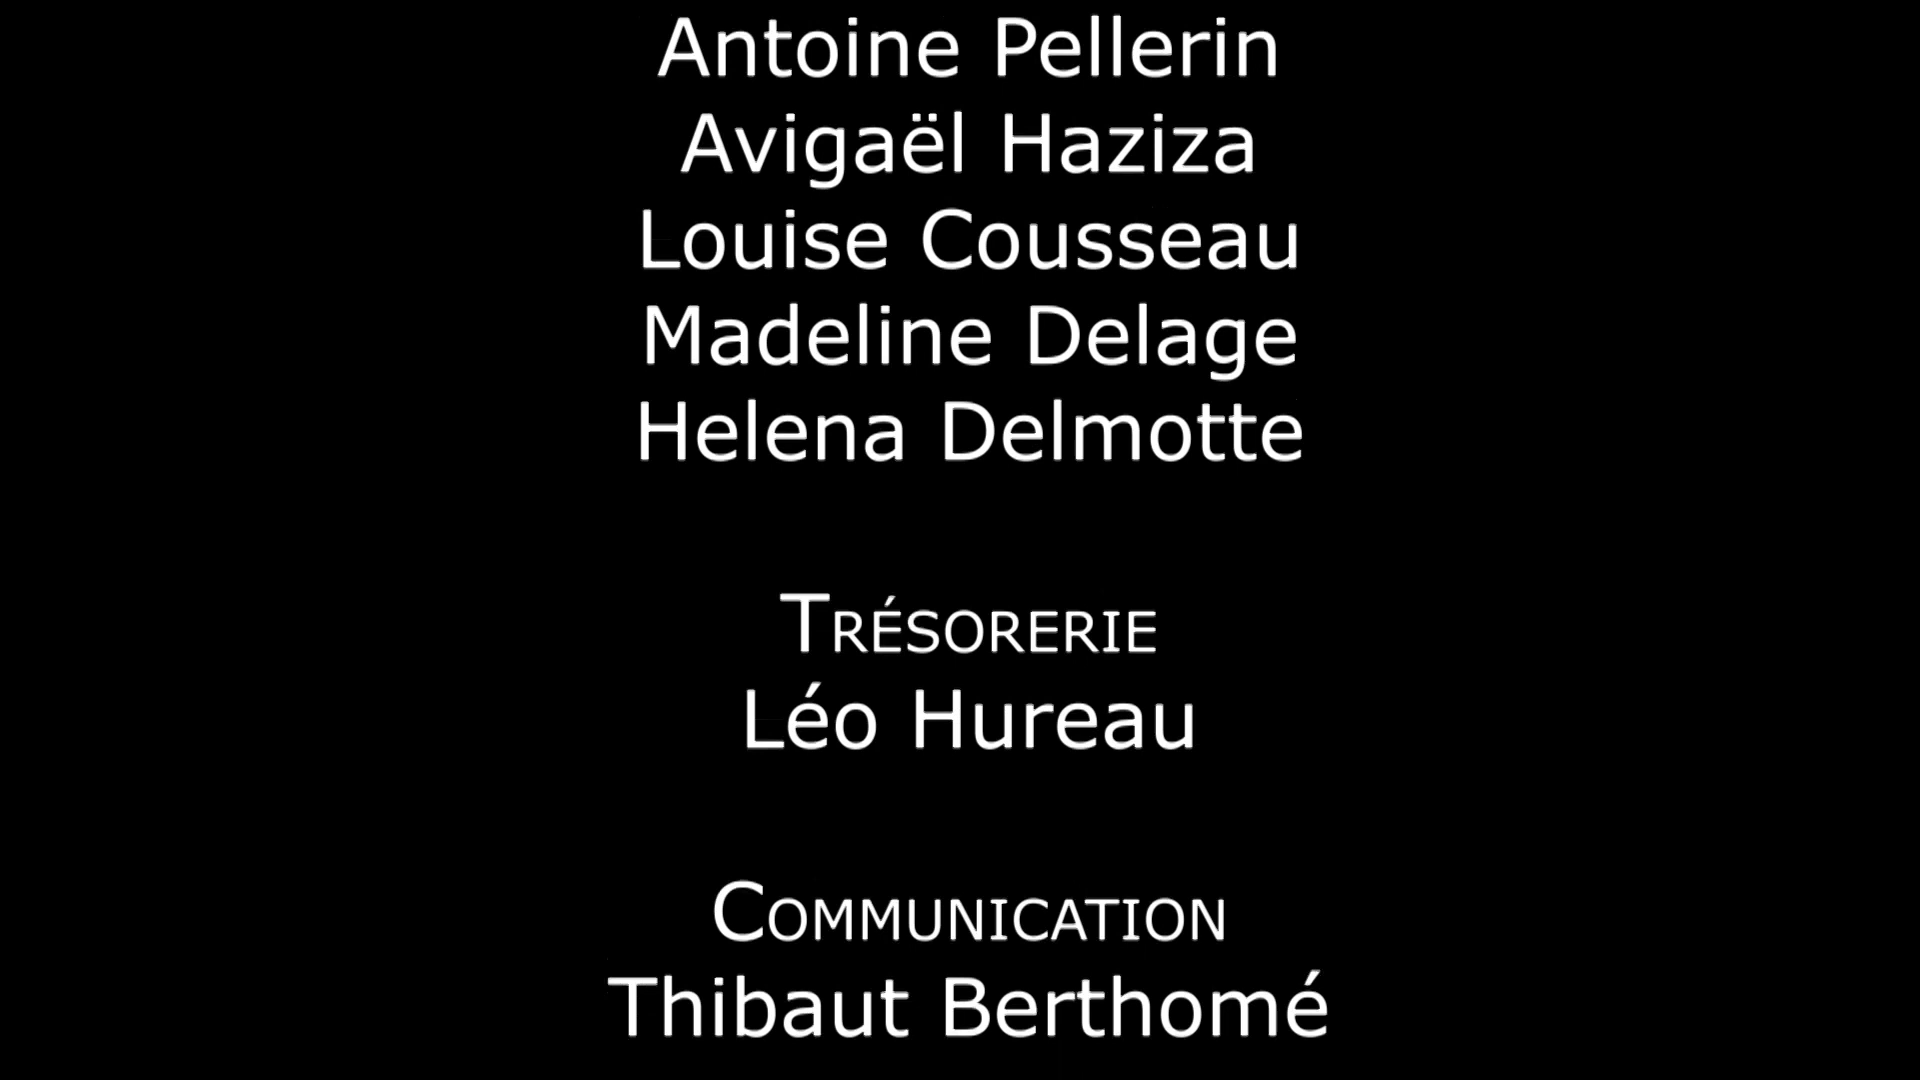 Antoine Pellerin
Avigaël Haziza
Louise Cousseau
Madeline Delage
Helena Delmotte
Trésorerie
Léo Hureau
Communication
Thibaut Berthomé